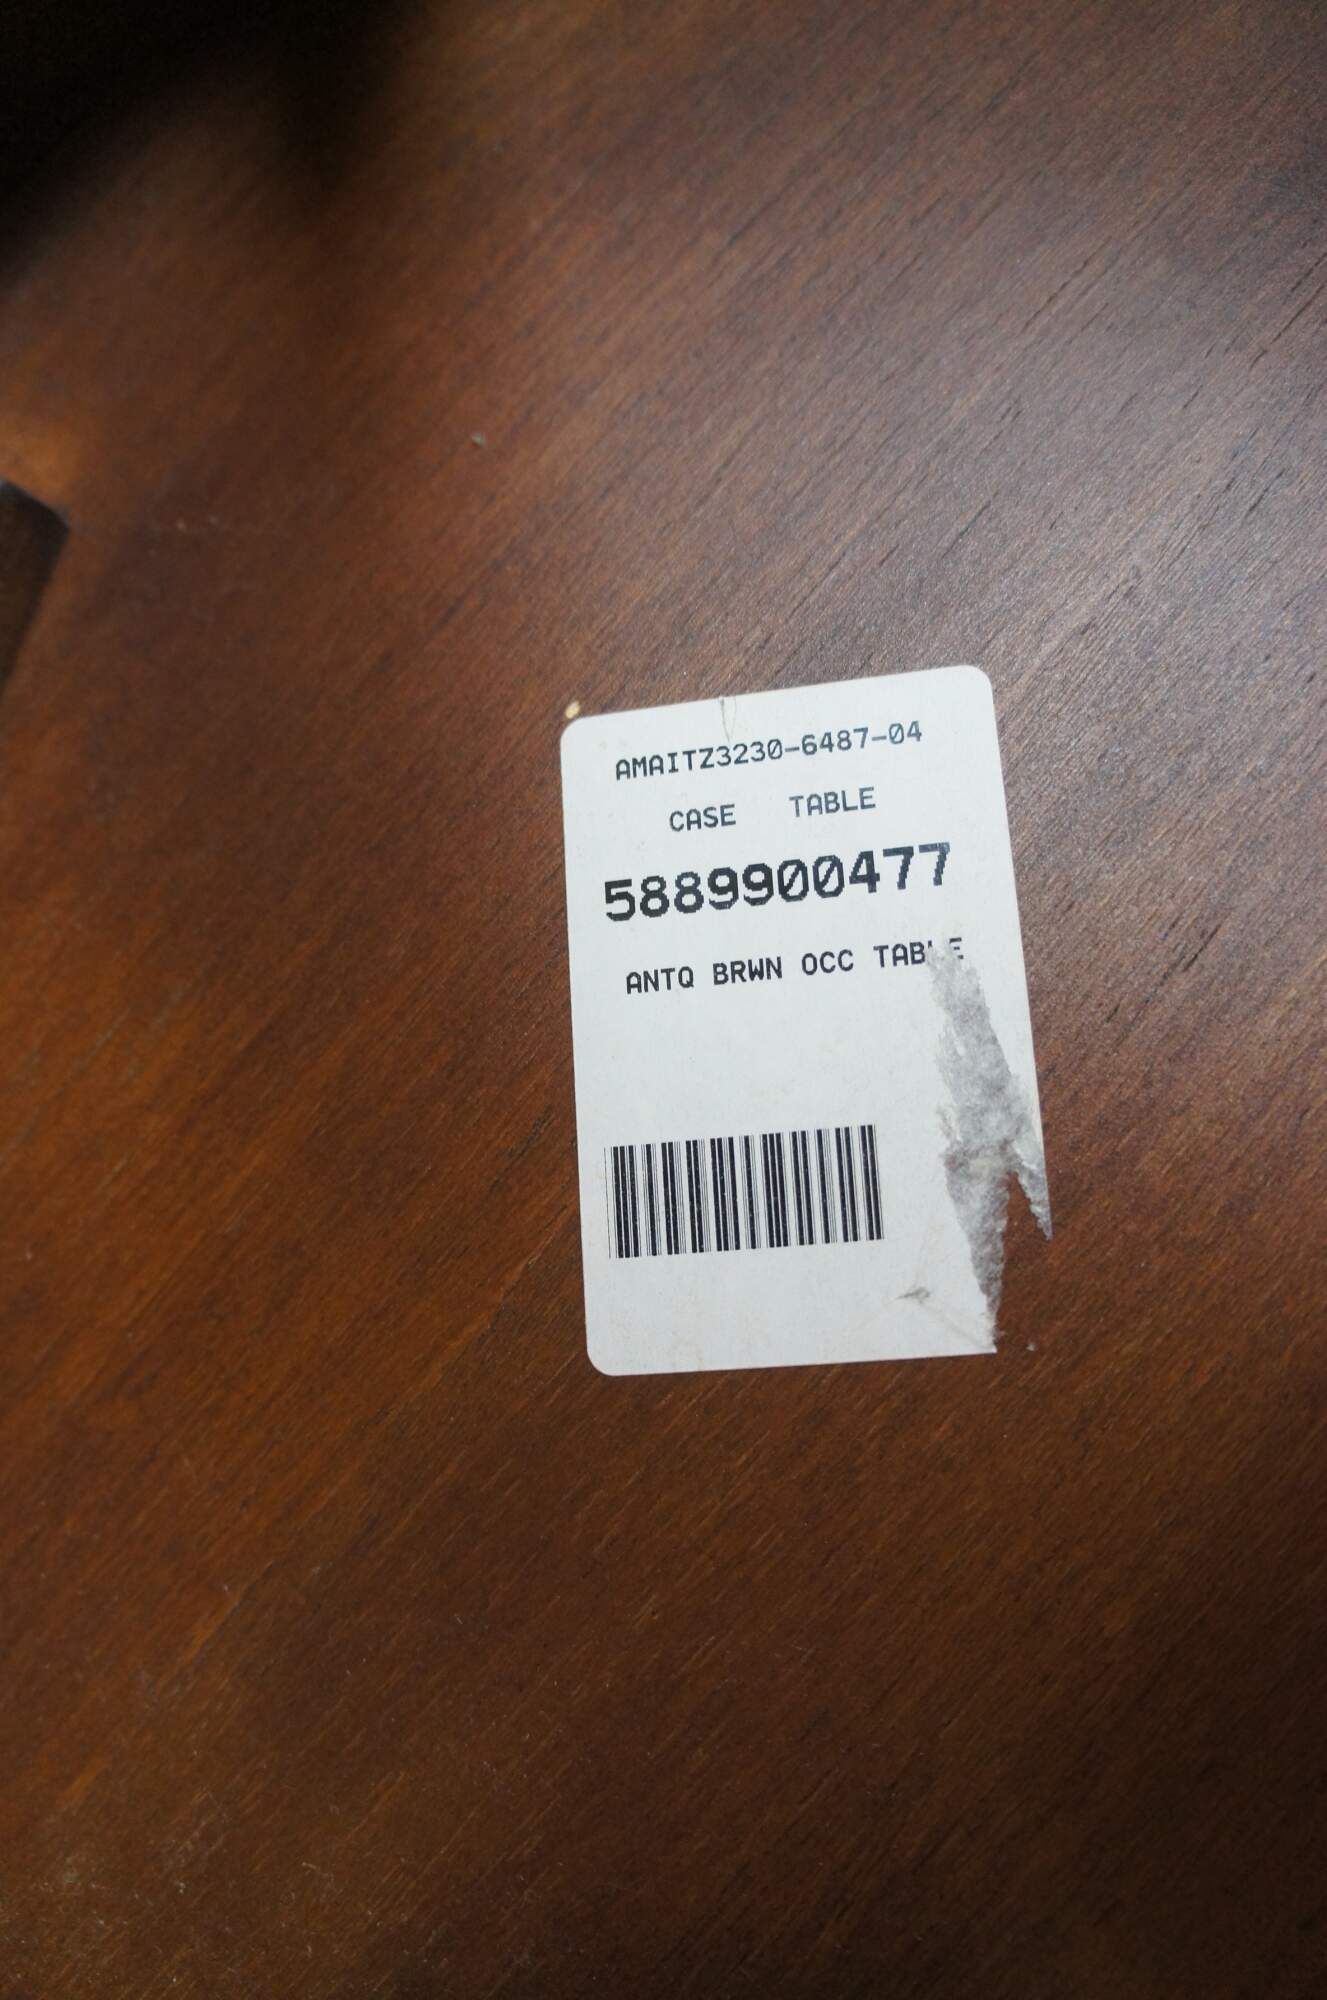 AMAITZ3230-6487-04
CASE TABLE
5889900477
ANTQ BRWN OCC TABLE